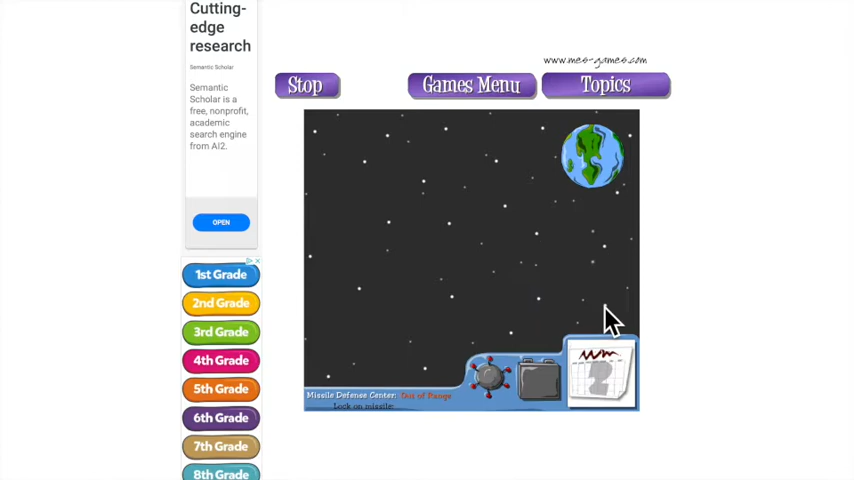 Cutting-
edge
research
Semantic Scholar
Semantic
Scholar is a
free, nonprofit,
academic
search engine
from AI2.
OPEN
1st Grade
2nd Grade
3rd Grade
4th Grade
5th Grade
6th Grade
7th Grade
8th Grade
www.mes-games.com
Stop
Games Menu
Topics
Missile Defense Center: Out of Range
Lock on missile: